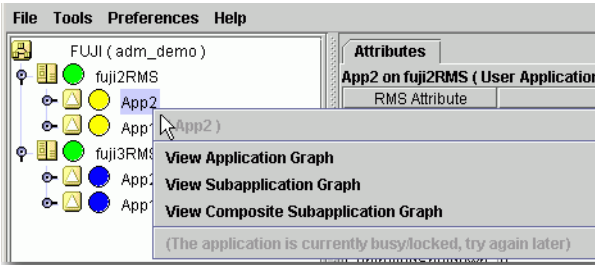 File Tools Preferences Help
FUJI ( adm_demo )
Attributes
fuji2RMS
App2 on fuji2RMS ( User Application
App2
RMS Attribute
App1
App2 )
fuji3RMS
View Application Graph
App2
View Subapplication Graph
App1
View Composite Subapplication Graph
(The application is currently busy/locked, try again later)